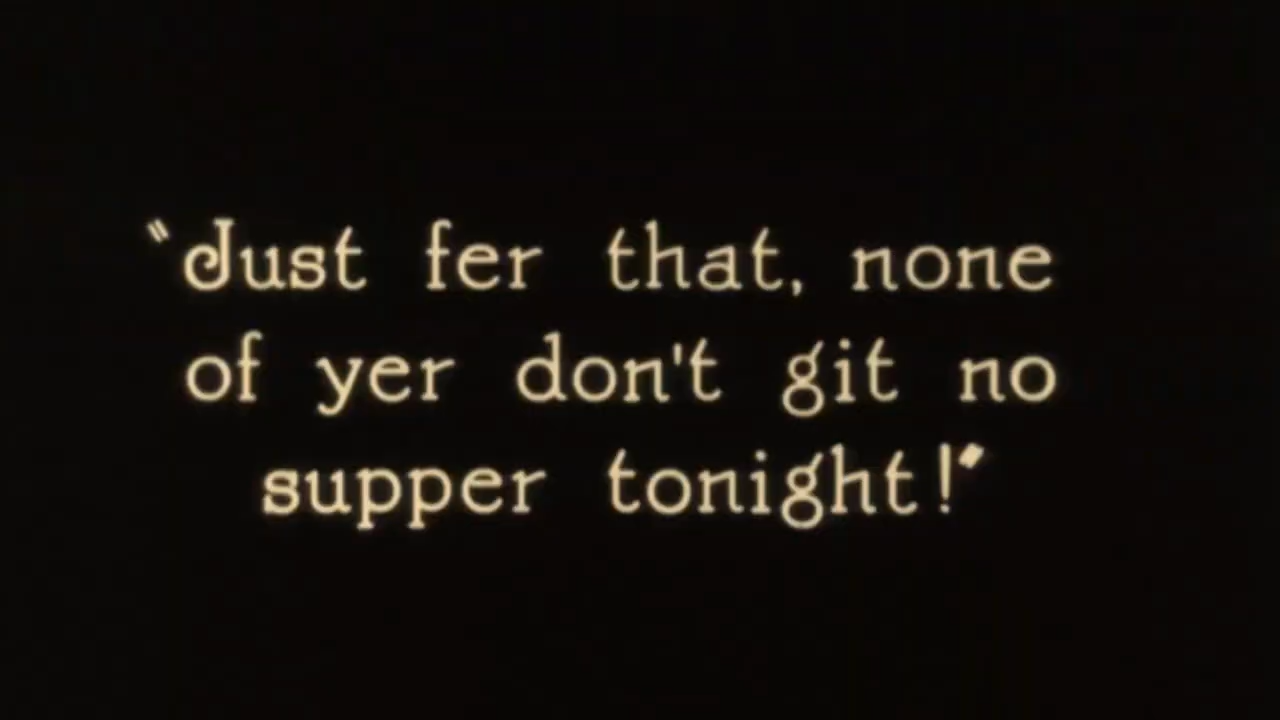 "Just fer that, none
of yer don't git no
supper tonight!"